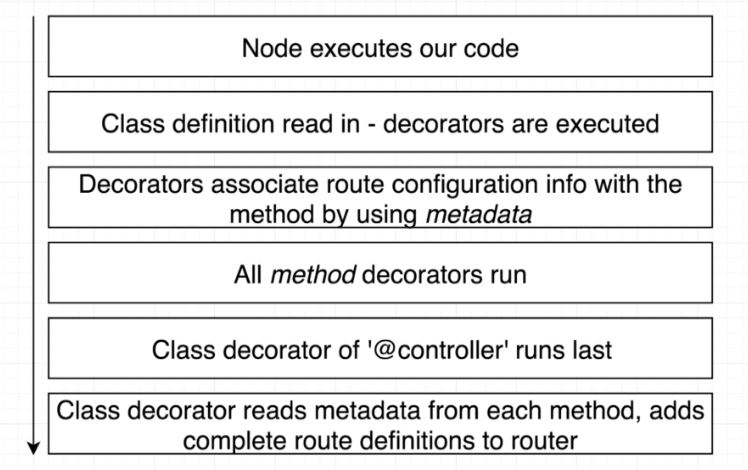 Node executes our code
Class definition read in - decorators are executed
Decorators associate route configuration info with the
method by using metadata
All method decorators run
Class decorator of '@controller' runs last
Class decorator reads metadata from each method, adds
complete route definitions to router